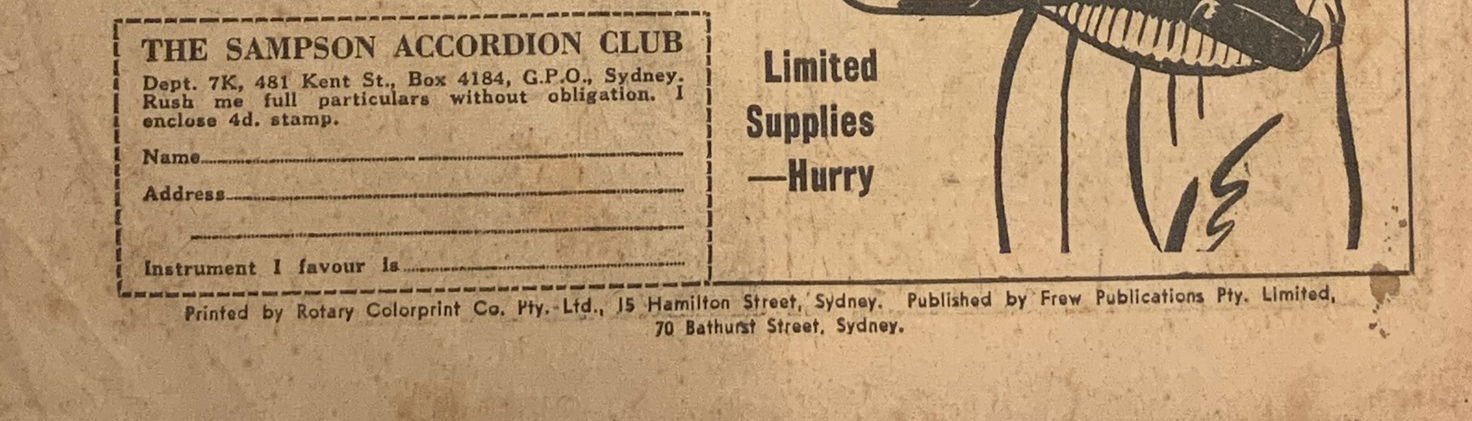 THE SAMPSON ACCORDION CLUB
Dept. 7K, 481 Kent St., Box 4184, G.P.O., Sydney.
Rush me full particulars without obligation. I
enclose 4d. stamp.
Name
Address
Instrument I favour is
Limited
Supplies
—Hurry
Printed by Rotary Colorprint Co. Pty. Ltd., 15 Hamilton Street, Sydney. Published by Frew Publications Pty. Limited,
70 Bathurst Street, Sydney.